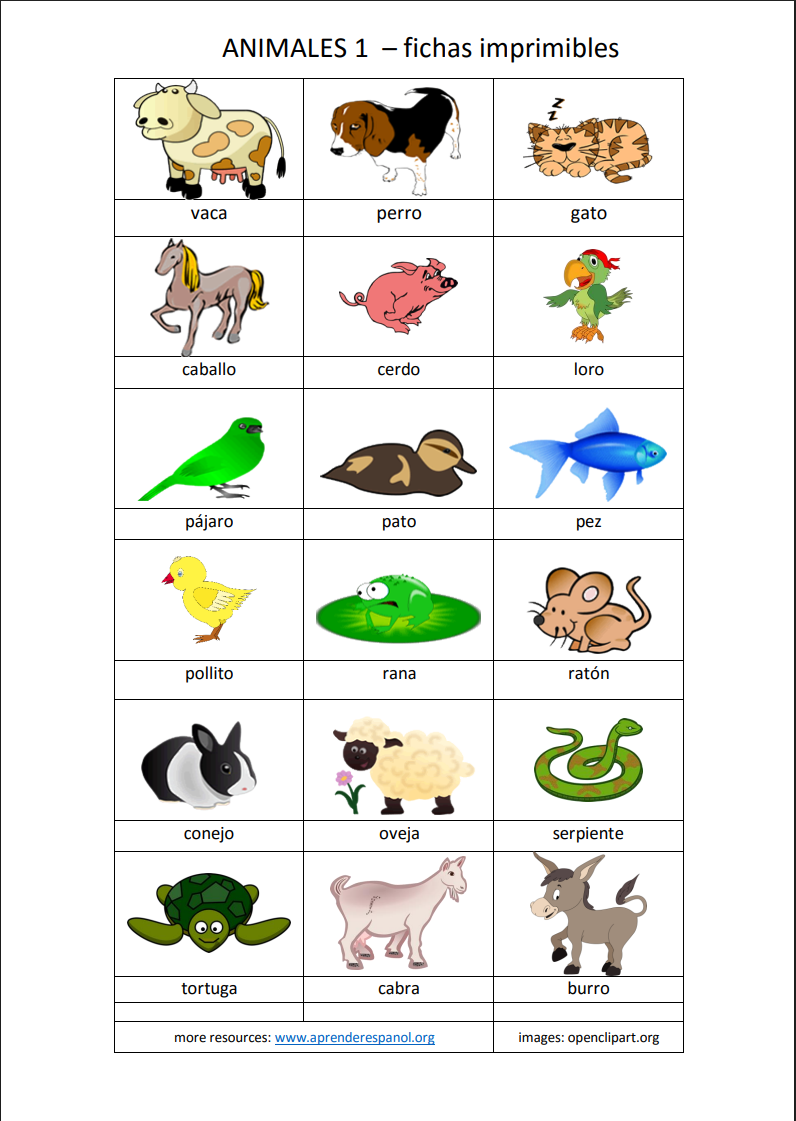 ANIMALES 1 – fichas imprimibles
z
z
vaca perro gato
caballo cerdo loro
pájaro pato pez
pollito rana ratón
conejo oveja serpiente
tortuga cabra burro
more resources: www.aprenderespanol.org images: openclipart.org